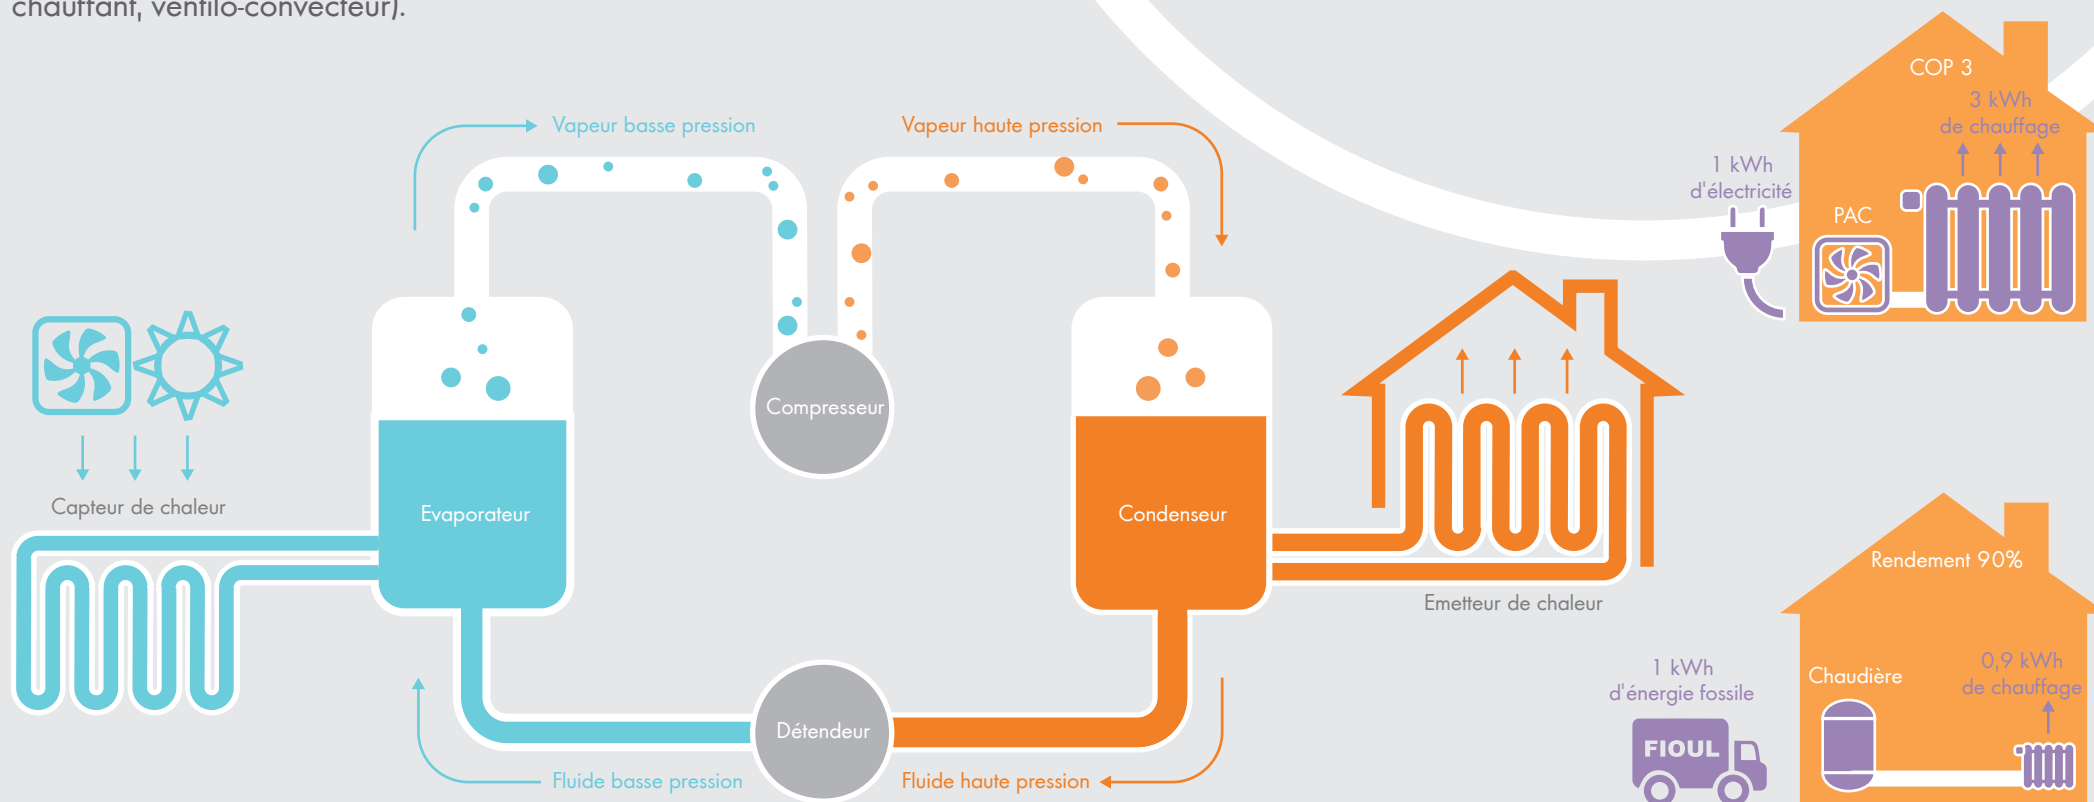 chauffant, ventilo-convecteur).
Vapeur basse pression
Vapeur haute pression
Compresseur
Capteur de chaleur
Evaporateur
Condenseur
Emetteur de chaleur
Détendeur
Fluide basse pression
Fluide haute pression
COP 3
3 kWh
de chauffage
1 kWh
d'électricité
PAC
Rendement 90%
1 kWh
d'énergie fossile
Chaudière
0,9 kWh
de chauffage
FIOUL